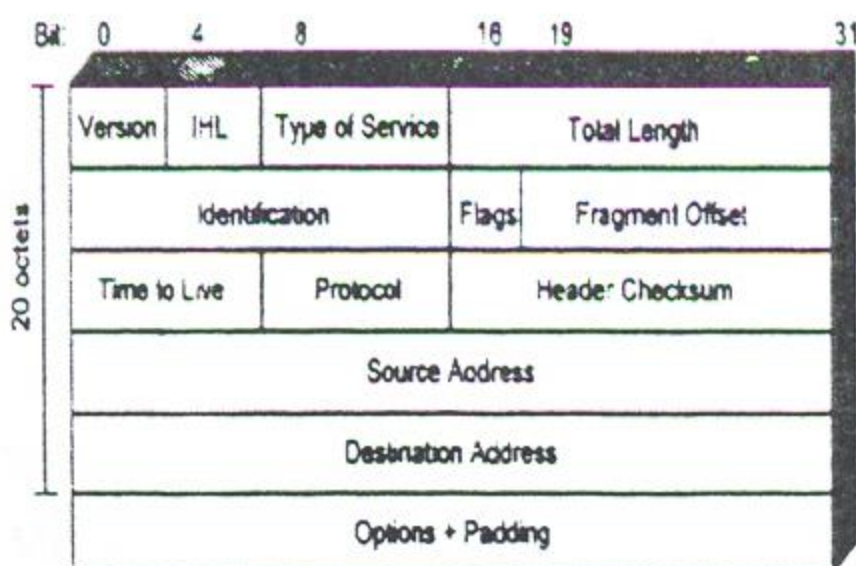 Bit: 0 4 8 16 19 31
Version IHL Type of Service Total Length
Identification Flags Fragment Offset
Time to Live Protocol Header Checksum
Source Address
Destination Address
Options + Padding
20 octets